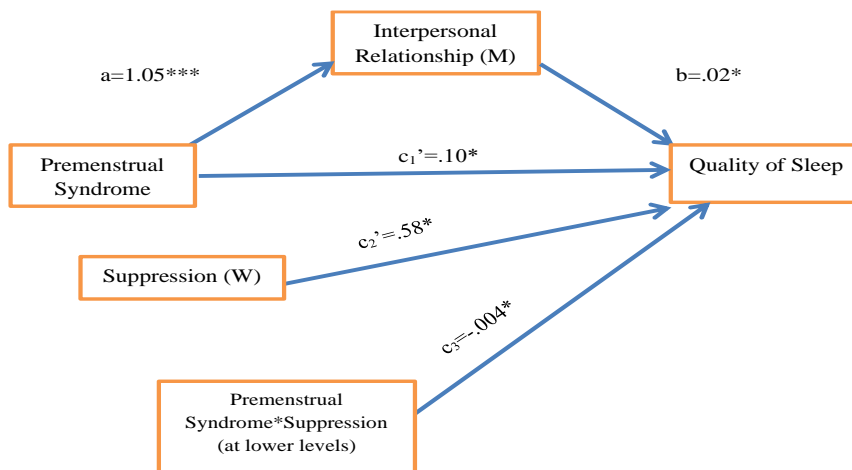 Interpersonal
Relationship (M)
a=1.05***
b=.02*
c₁’=.10*
Premenstrual
Syndrome
Quality of Sleep
c₂’=.58*
Suppression (W)
c₃=-.004*
Premenstrual
Syndrome*Suppression
(at lower levels)